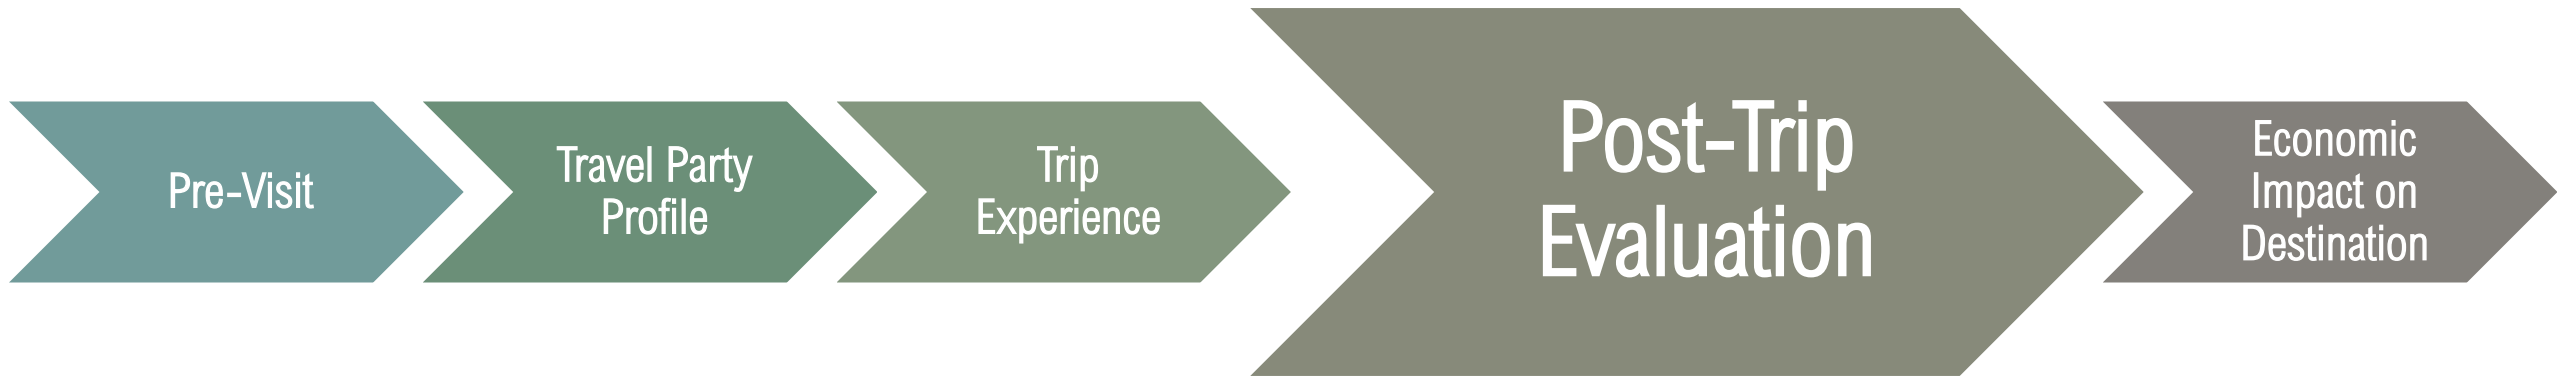 Pre-Visit
Travel Party
Profile
Trip
Experience
Post-Trip
Evaluation
Economic
Impact on
Destination